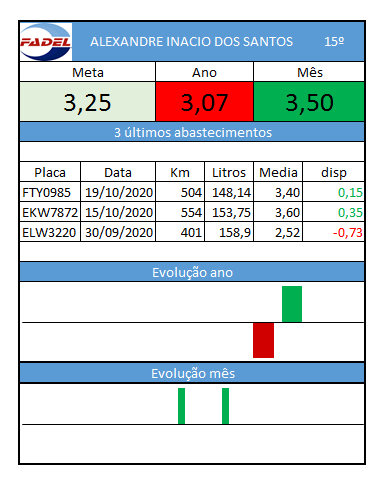 FADEL ALEXANDRE INACIO DOS SANTOS 15º
Meta Ano Mês
3,25 3,07 3,50
3 últimos abastecimentos
Placa Data Km Litros Media disp
FTY0985 19/10/2020 504 148,14 3,40 0,15
EKW7872 15/10/2020 554 153,75 3,60 0,35
ELW3220 30/09/2020 401 158,9 2,52 -0,73
Evolução ano
Evolução mês